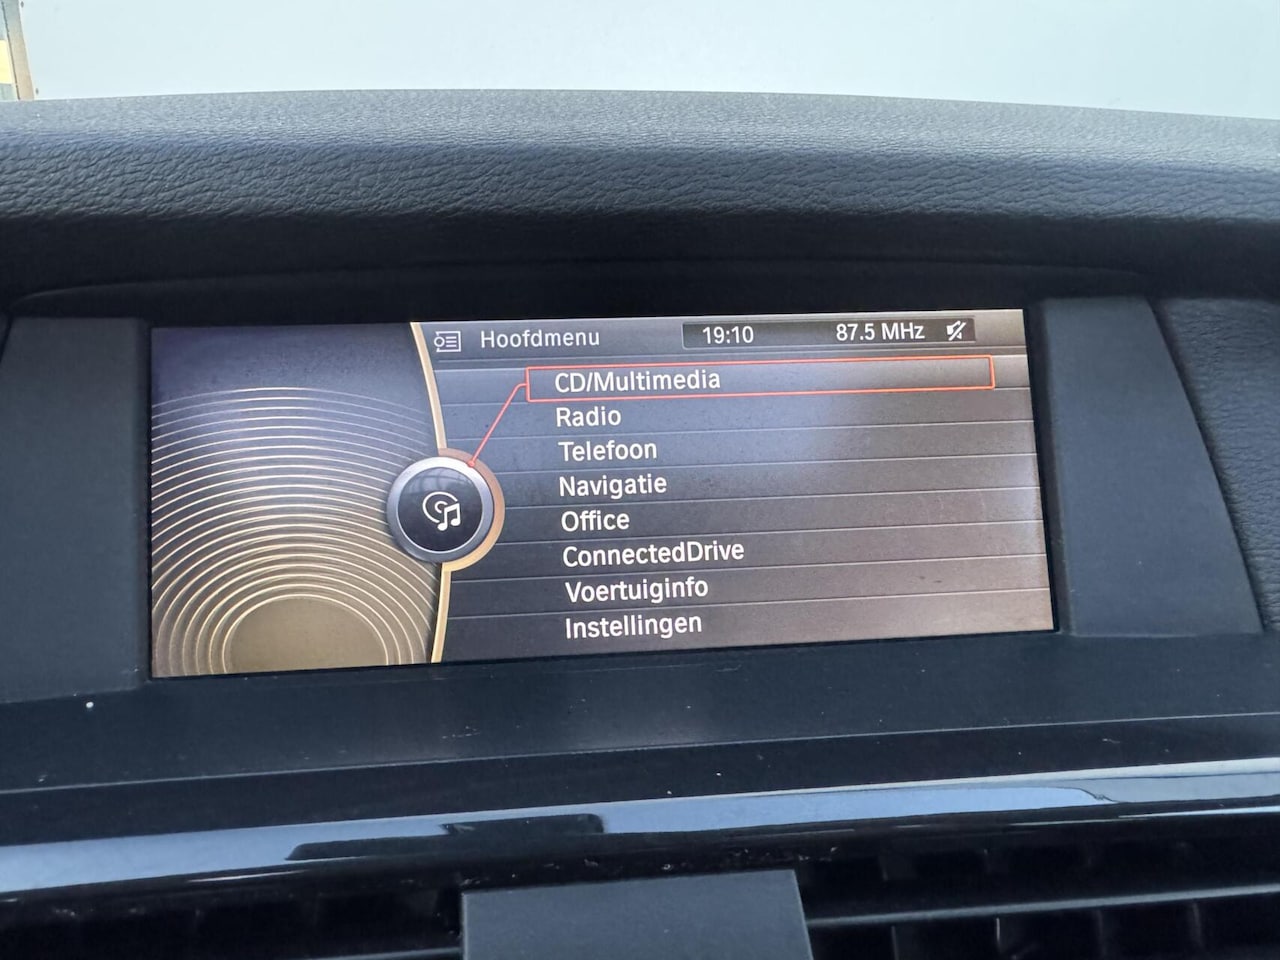 Hoofdmenu 19:10 87.5 MHz
CD/Multimedia
Radio
Telefoon
Navigatie
Office
ConnectedDrive
Voertuiginfo
Instellingen